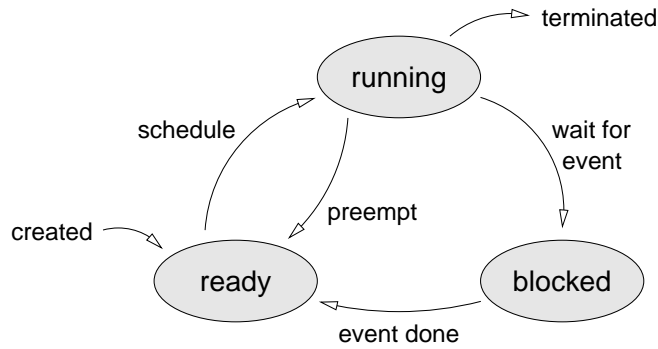 terminated
running
schedule
wait for
event
preempt
created
ready
blocked
event done